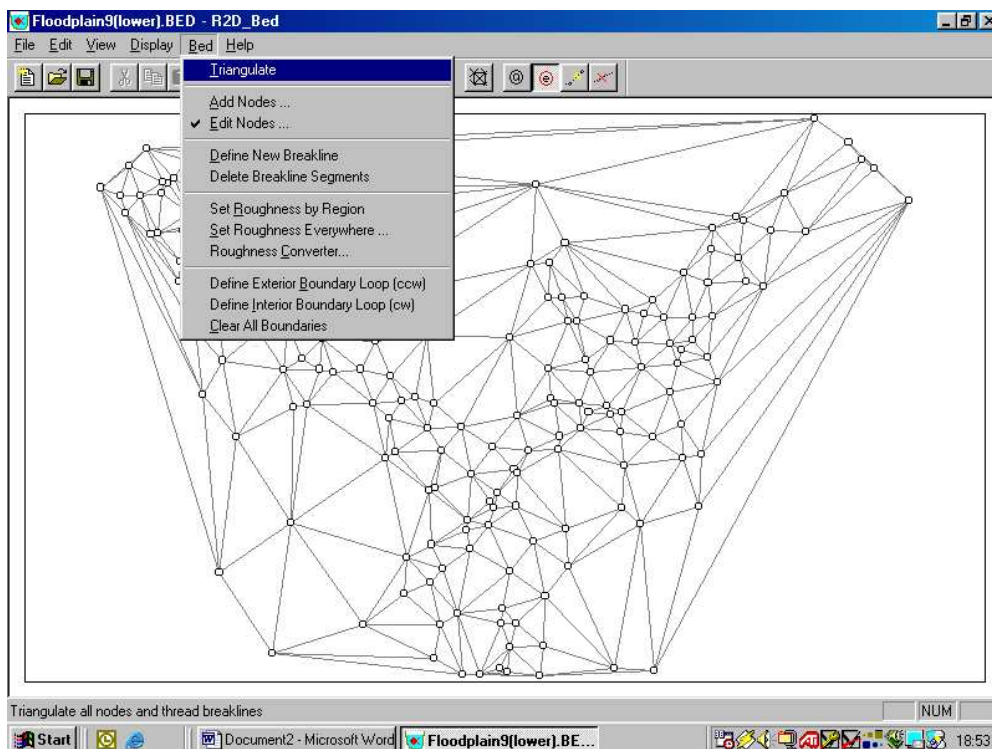 Floodplain9(lower).BED - R2D_Bed
File Edit View Display Bed Help
Triangulate
Add Nodes ...
Edit Nodes ...
Define New Breakline
Delete Breakline Segments
Set Roughness by Region
Set Roughness Everywhere ...
Roughness Converter...
Define Exterior Boundary Loop (ccw)
Define Interior Boundary Loop (cw)
Clear All Boundaries
Triangulate all nodes and thread breaklines NUM
Start Document2 - Microsoft Word Floodplain9(lower).BE... 18:53